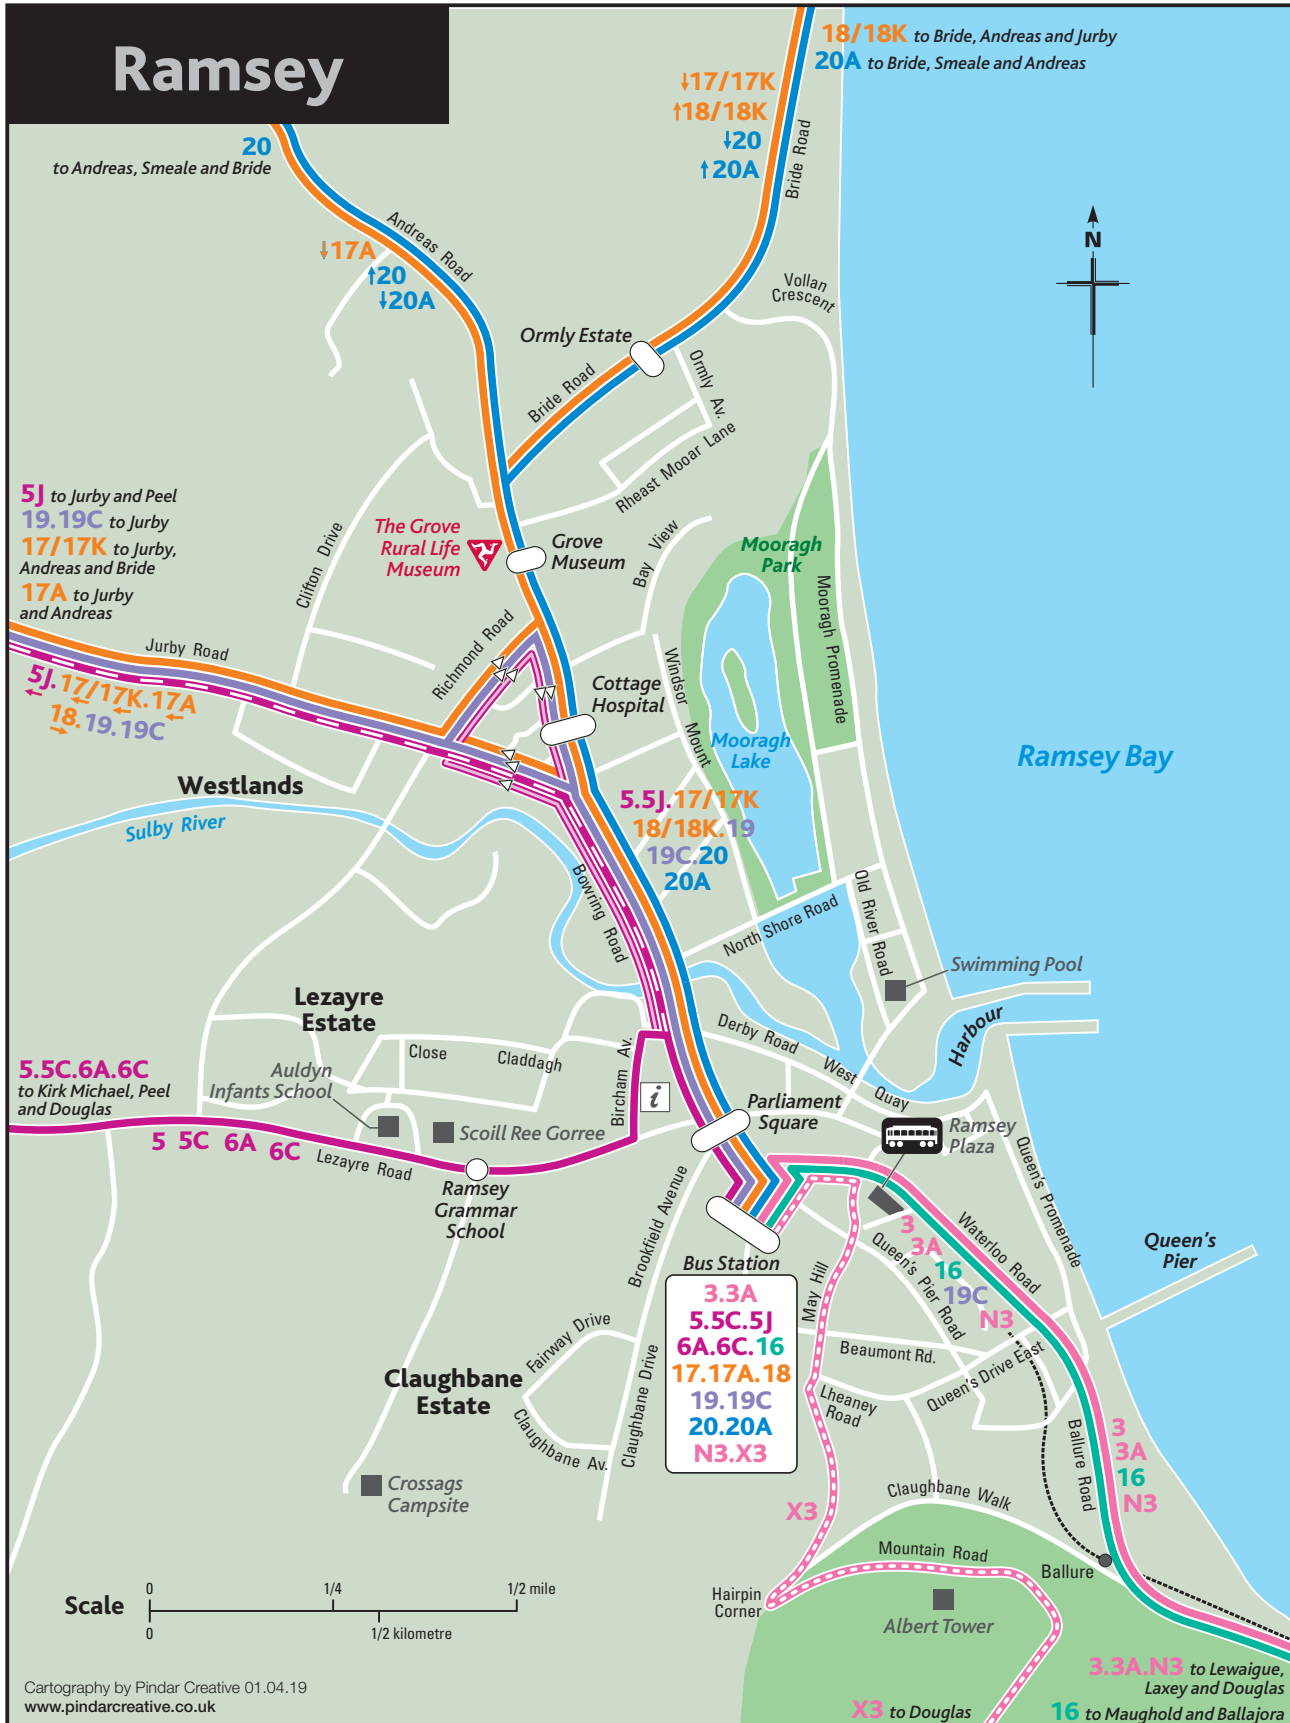 Ramsey
18/18K to Bride, Andreas and Jurby
20A to Bride, Smeale and Andreas
↓17/17K
↑18/18K
↓20
↑20A
Bride Road
20
to Andreas, Smeale and Bride
Andreas Road
↓17A
↑20
↓20A
N
Vollan
Crescent
Ormly Estate
Bride Road
Ormly Av.
Rheast Mooar Lane
5J to Jurby and Peel
19.19C to Jurby
17/17K to Jurby,
Andreas and Bride
17A to Jurby
and Andreas
Clifton Drive
The Grove
Rural Life
Museum
Grove
Museum
Bay View
Mooragh
Park
Mooragh Promenade
Jurby Road
Richmond Road
5J.17/17K.17A
18.19.19C
Cottage
Hospital
Windsor Mount
Mooragh
Lake
Ramsey Bay
Westlands
Sulby River
5.5J.17/17K
18/18K.19
19C.20
20A
Bowring Road
North Shore Road
Old River Road
Swimming Pool
Harbour
Lezayre
Estate
Close
Claddagh
Bircham Av.
Derby Road
West Quay
Auldyn
Infants School
5.5C.6A.6C
to Kirk Michael, Peel
and Douglas
i
Parliament
Square
Ramsey
Plaza
Scoill Ree Gorree
5 5C 6A 6C
Lezayre Road
Ramsey
Grammar
School
Brookfield Avenue
Queen's Promenade
Waterloo Road
Queen's
Pier
3
3A
16
19C
N3
Queen's Pier Road
May Hill
Bus Station
3.3A
5.5C.5J
6A.6C.16
17.17A.18
19.19C
20.20A
N3.X3
Beaumont Rd.
Queen's Drive East
Lheaney
Road
Fairway Drive
Claughbane
Estate
Claughbane Av.
Claughbane Drive
Ballure Road
3
3A
16
N3
Crossags
Campsite
X3
Claughbane Walk
Mountain Road
Ballure
Hairpin
Corner
Albert Tower
Scale
0 1/4 1/2 mile
0 1/2 kilometre
Cartography by Pindar Creative 01.04.19
www.pindarcreative.co.uk
3.3A.N3 to Lewaigue,
Laxey and Douglas
X3 to Douglas
16 to Maughold and Ballajora